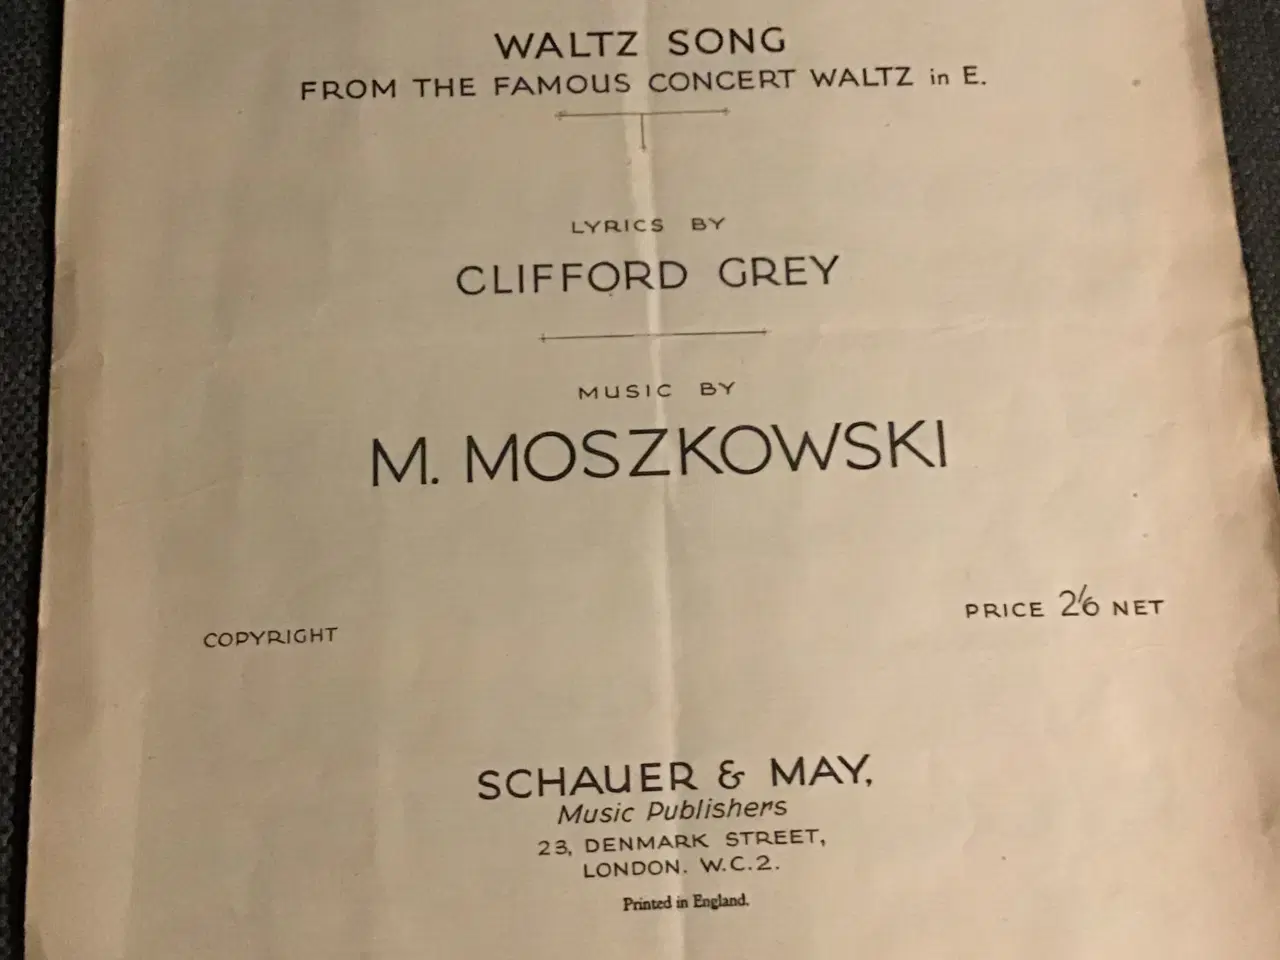 WALTZ SONG
FROM THE FAMOUS CONCERT WALTZ in E.
LYRICS BY
CLIFFORD GREY
MUSIC BY
M. MOSZKOWSKI
PRICE 2/6 NET
COPYRIGHT
SCHAUER & MAY,
Music Publishers
23, DENMARK STREET,
LONDON. W.C.2.
Printed in England.